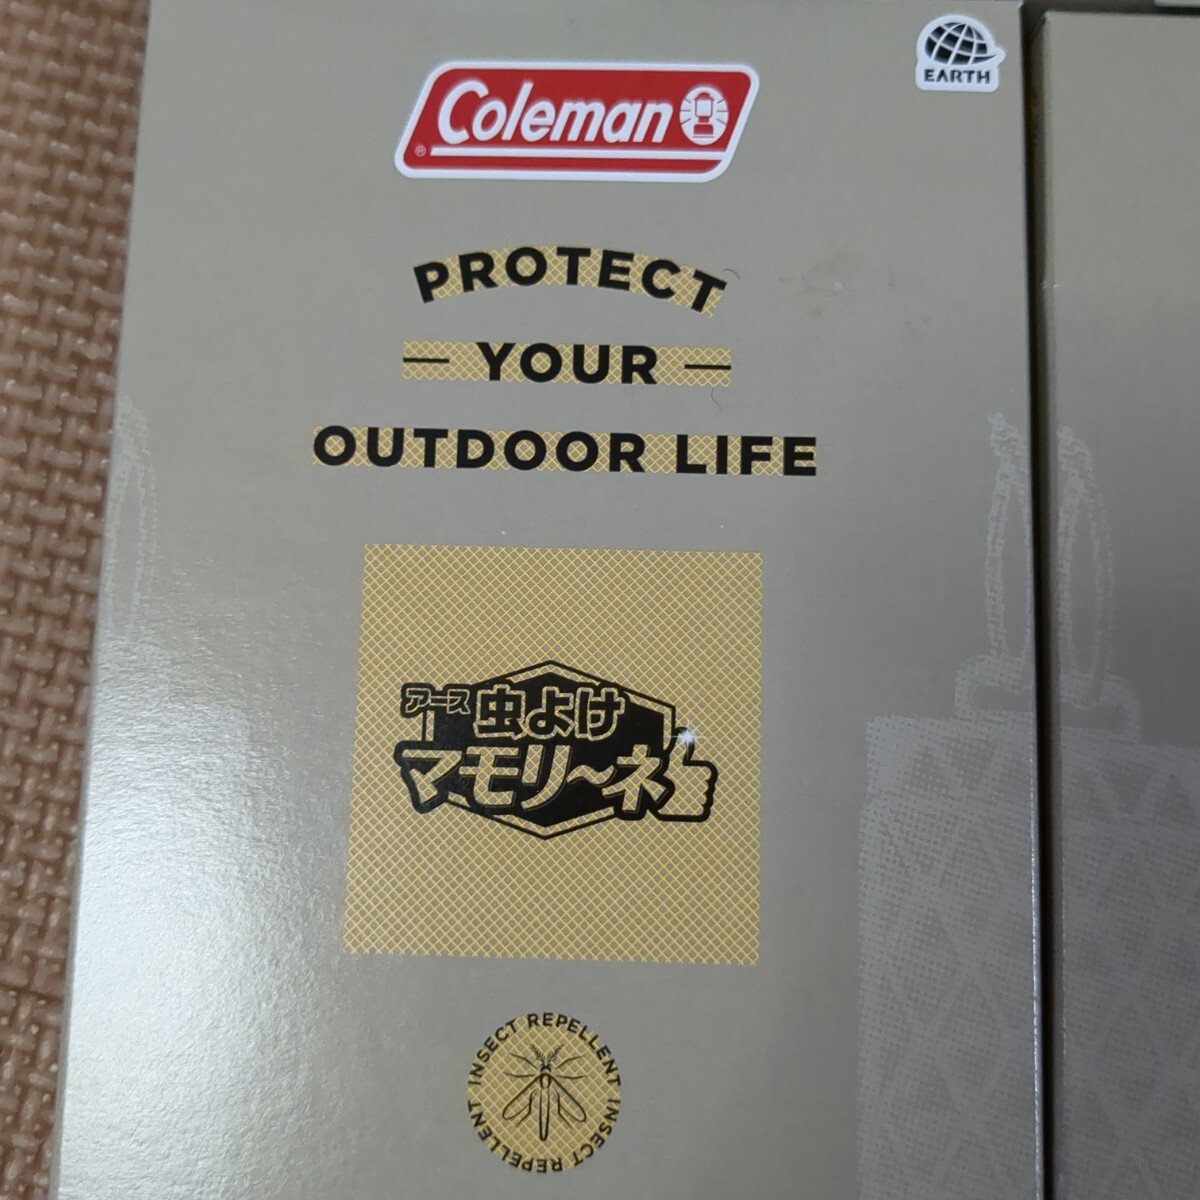 Coleman
®
EARTH
PROTECT
— YOUR —
OUTDOOR LIFE
アース 虫よけ
マモリ〜ネ
INSECT REPELLENT INSECT REPELLENT